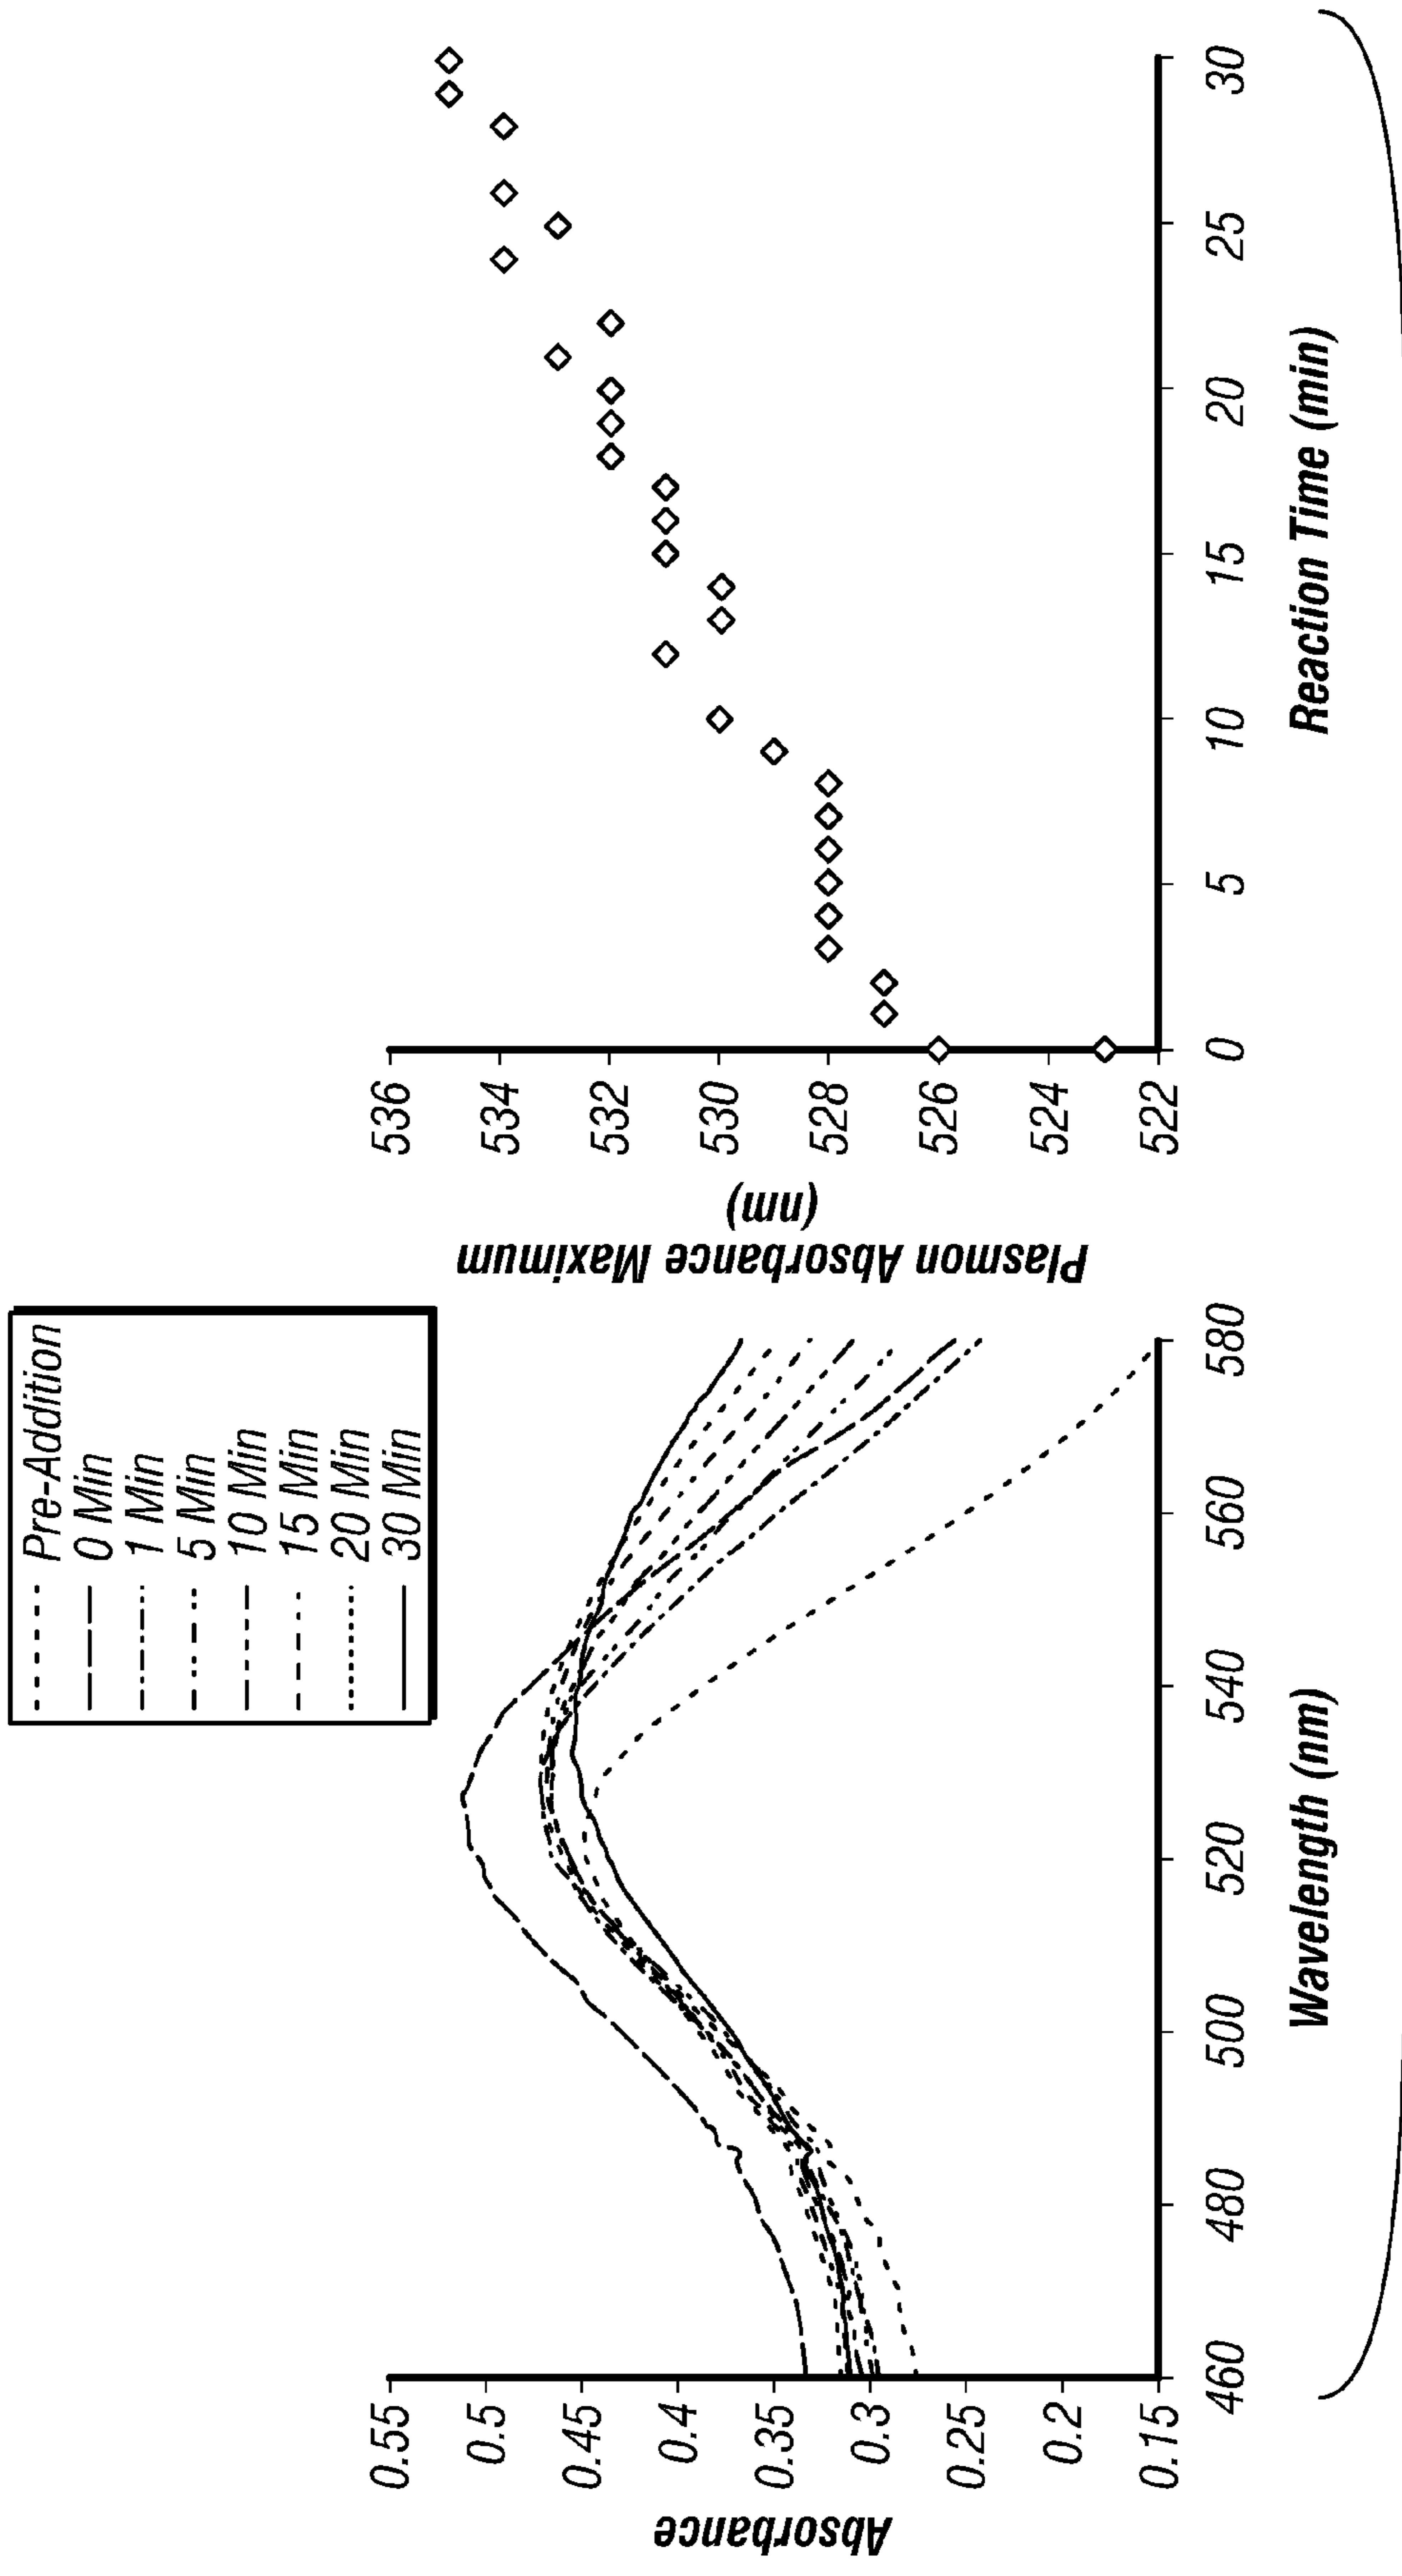 Pre-Addition
0 Min
1 Min
5 Min
10 Min
15 Min
20 Min
30 Min
Absorbance
0.55
0.5
0.45
0.4
0.35
0.3
0.25
0.2
0.15
460 480 500 520 540 560 580
Wavelength (nm)
Plasmon Absorbance Maximum
(nm)
536
534
532
530
528
526
524
522
0 5 10 15 20 25 30
Reaction Time (min)